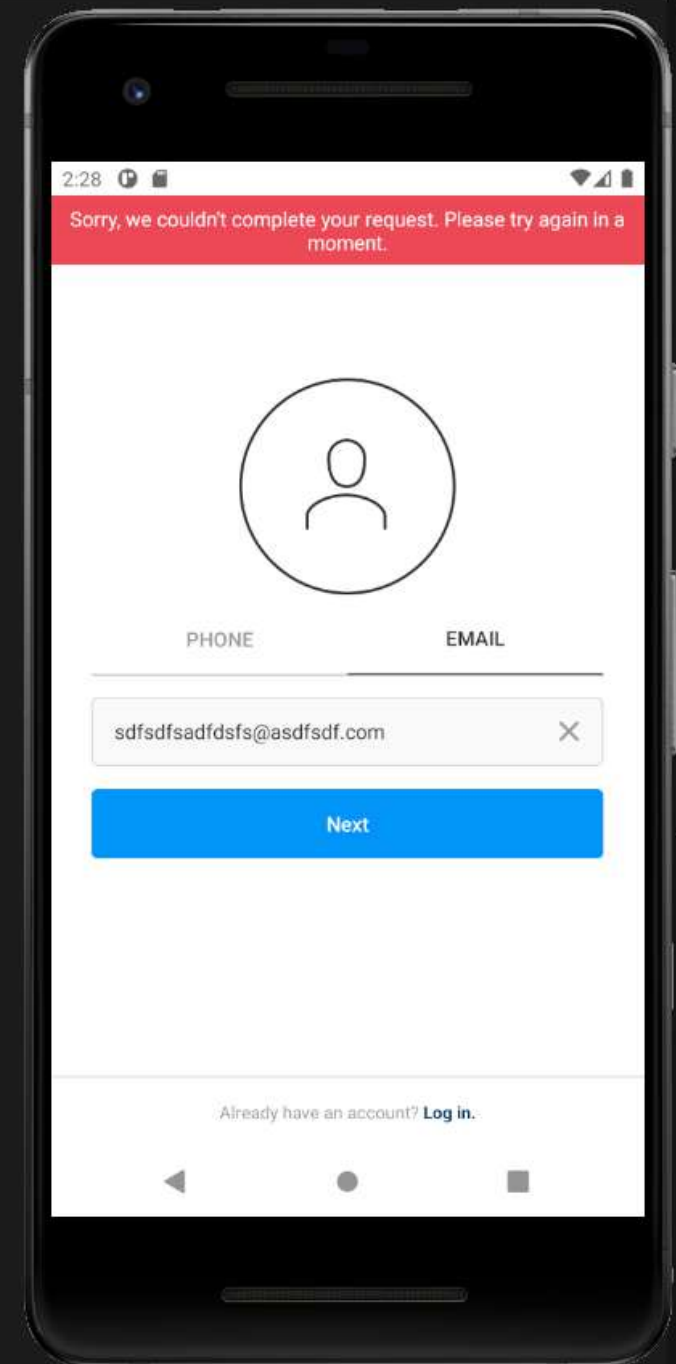 2:28
Sorry, we couldn't complete your request. Please try again in a
moment.
PHONE
EMAIL
sdfsdfsadfdsfs@asdfsdf.com
Next
Already have an account? Log in.